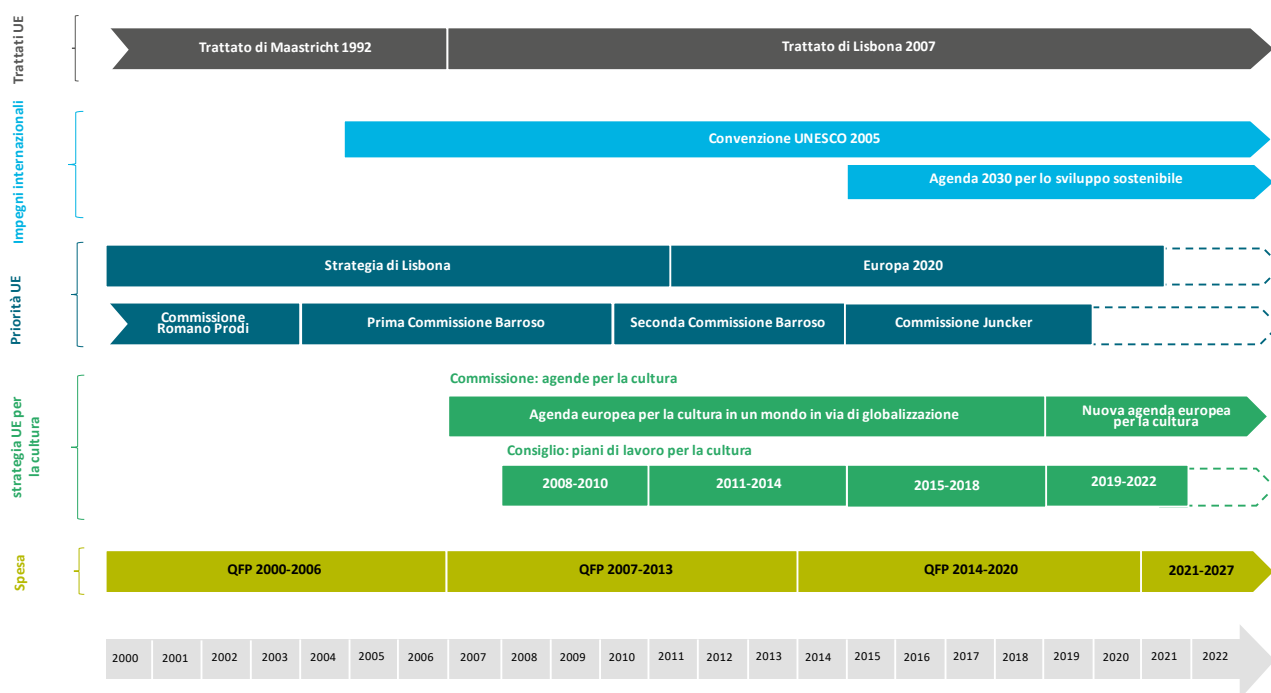 Trattati UE
Trattato di Maastricht 1992
Trattato di Lisbona 2007
Impegni internazionali
Convenzione UNESCO 2005
Agenda 2030 per lo sviluppo sostenibile
Priorità UE
Strategia di Lisbona
Europa 2020
Commissione
Romano Prodi
Prima Commissione Barroso
Seconda Commissione Barroso
Commissione Juncker
strategia UE per
la cultura
Commissione: agende per la cultura
Agenda europea per la cultura in un mondo in via di globalizzazione
Nuova agenda europea
per la cultura
Consiglio: piani di lavoro per la cultura
2008-2010
2011-2014
2015-2018
2019-2022
Spesa
QFP 2000-2006
QFP 2007-2013
QFP 2014-2020
2021-2027
2000
2001
2002
2003
2004
2005
2006
2007
2008
2009
2010
2011
2012
2013
2014
2015
2016
2017
2018
2019
2020
2021
2022